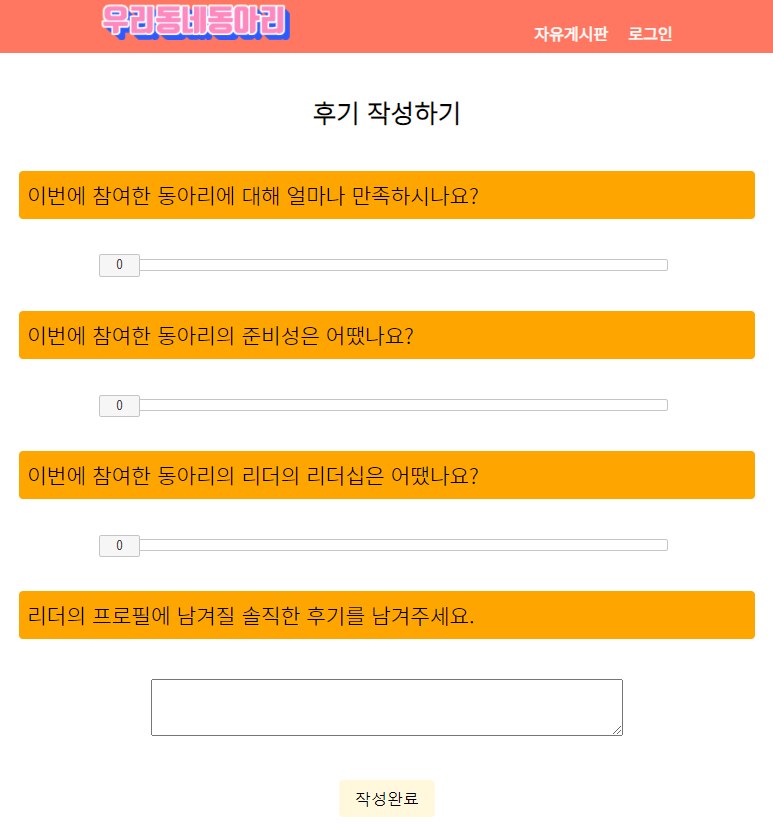 우리동네동아리
자유게시판 로그인
후기 작성하기
이번에 참여한 동아리에 대해 얼마나 만족하시나요?
0
이번에 참여한 동아리의 준비성은 어땠나요?
0
이번에 참여한 동아리의 리더의 리더십은 어땠나요?
0
리더의 프로필에 남겨질 솔직한 후기를 남겨주세요.
작성완료